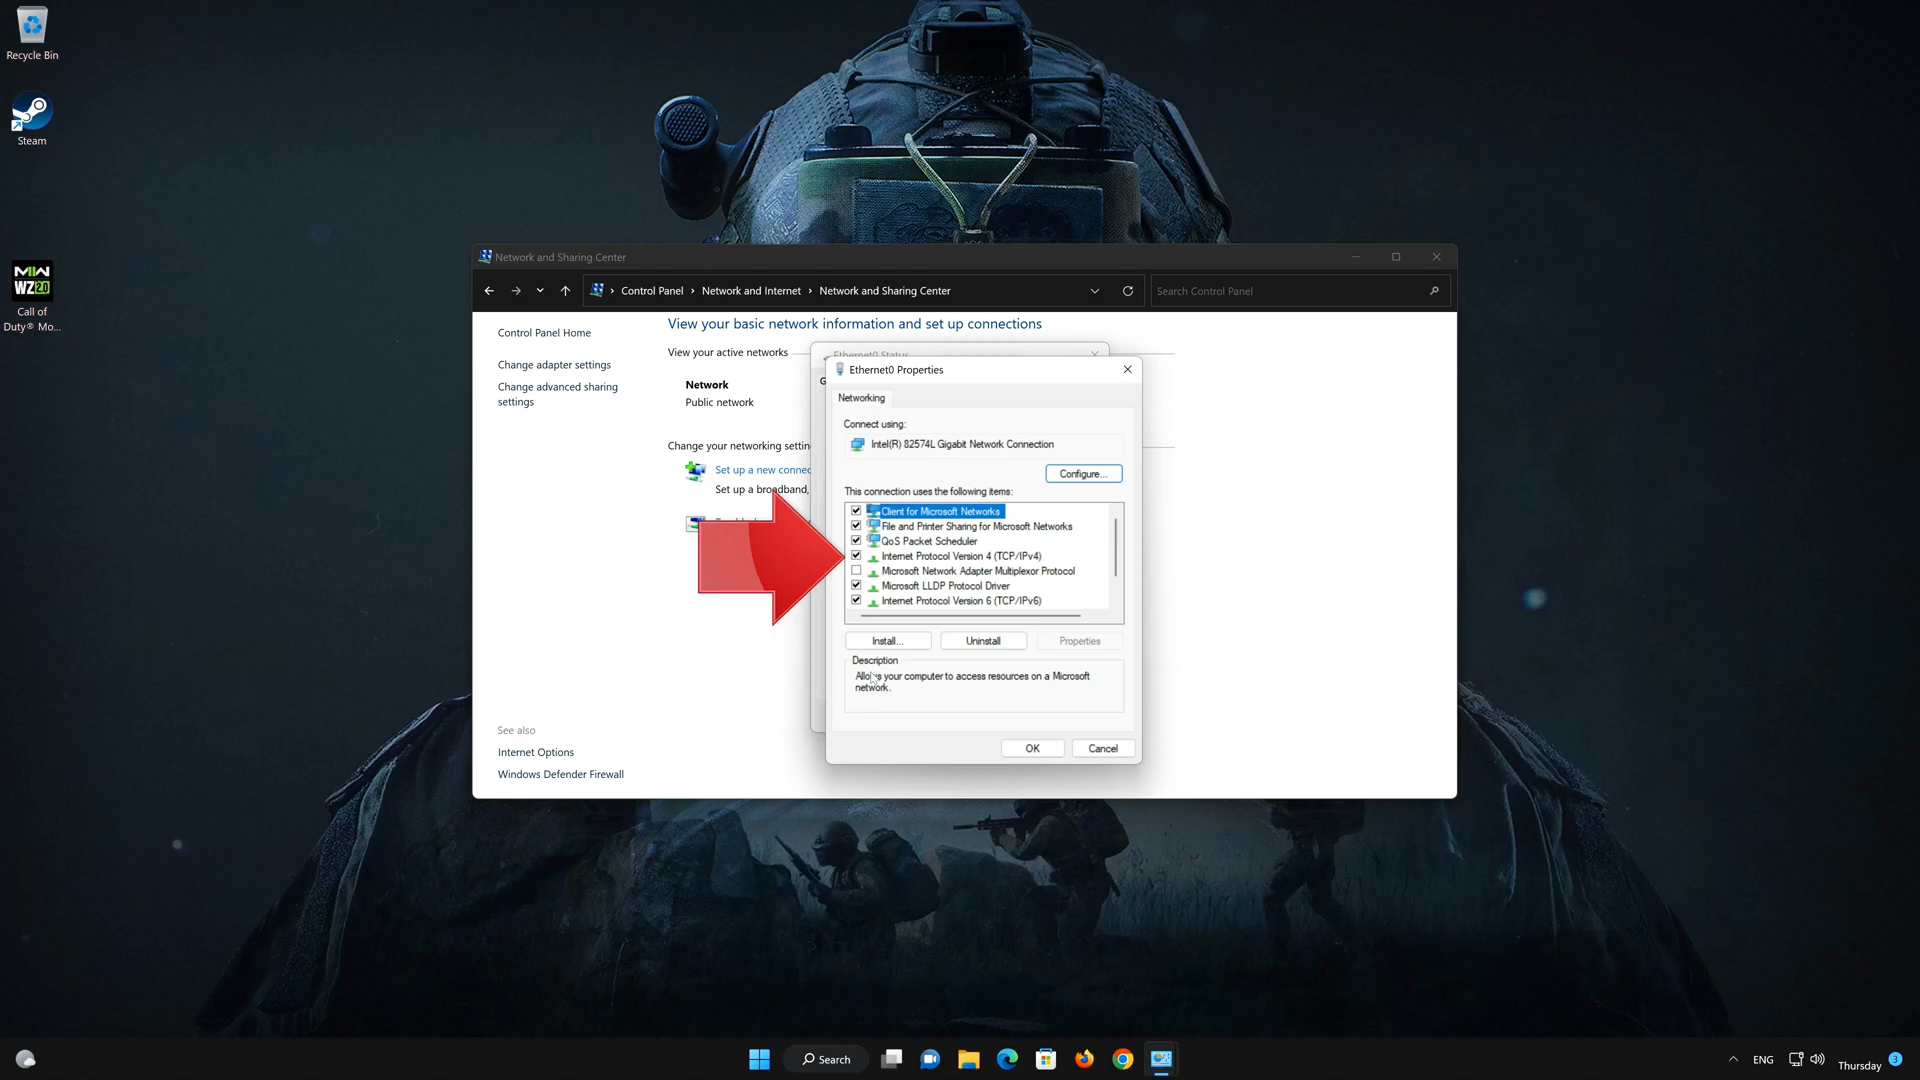 Recycle Bin
Steam
MW
WZ 2.0
Call of
Duty® Mo...
Network and Sharing Center
Control Panel
Network and Internet
Network and Sharing Center
Search Control Panel
Control Panel Home
Change adapter settings
Change advanced sharing
settings
See also
Internet Options
Windows Defender Firewall
View your basic network information and set up connections
View your active networks
Network
Public network
Change your networking settin
Set up a new connec
Set up a broadband,
Ethernet0 Status
G
Ethernet0 Properties
Networking
Connect using:
Intel(R) 82574L Gigabit Network Connection
Configure...
This connection uses the following items:
Client for Microsoft Networks
File and Printer Sharing for Microsoft Networks
QoS Packet Scheduler
Internet Protocol Version 4 (TCP/IPv4)
Microsoft Network Adapter Multiplexor Protocol
Microsoft LLDP Protocol Driver
Internet Protocol Version 6 (TCP/IPv6)
Install...
Uninstall
Properties
Description
Allows your computer to access resources on a Microsoft
network.
OK
Cancel
Search
ENG
Thursday
3